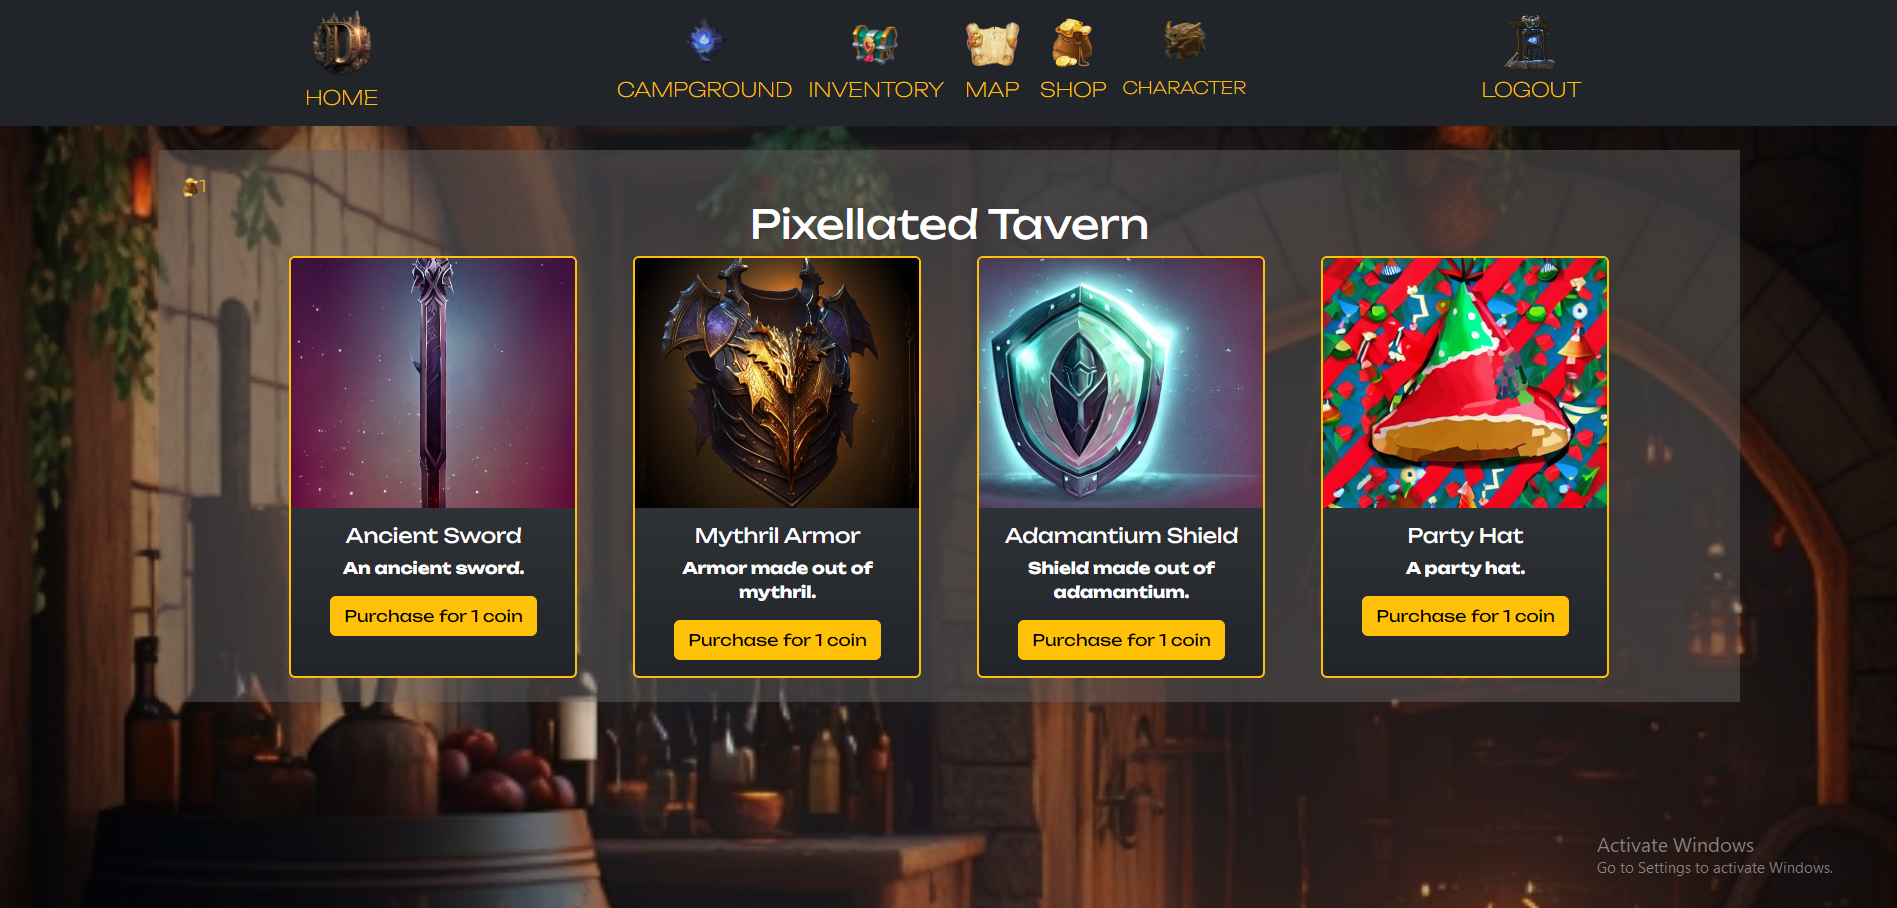 HOME
CAMPGROUND
INVENTORY
MAP
SHOP
CHARACTER
LOGOUT
1
Pixellated Tavern
Ancient Sword
An ancient sword.
Purchase for 1 coin
Mythril Armor
Armor made out of
mythril.
Purchase for 1 coin
Adamantium Shield
Shield made out of
adamantium.
Purchase for 1 coin
Party Hat
A party hat.
Purchase for 1 coin
Activate Windows
Go to Settings to activate Windows.